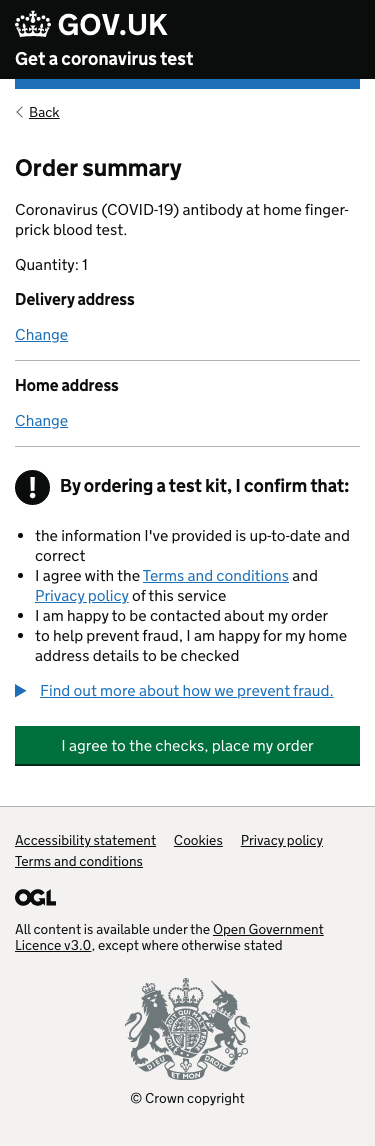 GOV.UK
Get a coronavirus test
Back
Order summary
Coronavirus (COVID-19) antibody at home finger-
prick blood test.
Quantity: 1
Delivery address
Change
Home address
Change
! By ordering a test kit, I confirm that:
• the information I've provided is up-to-date and
correct
• I agree with the Terms and conditions and
Privacy policy of this service
• I am happy to be contacted about my order
• to help prevent fraud, I am happy for my home
address details to be checked
Find out more about how we prevent fraud.
I agree to the checks, place my order
Accessibility statement Cookies Privacy policy
Terms and conditions
OGL
All content is available under the Open Government
Licence v3.0, except where otherwise stated
DIEU ET MON
© Crown copyright